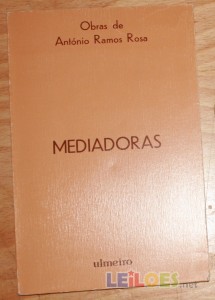 Obras de
António Ramos Rosa
MEDIADORAS
ulmeiro
LEiLOES.net